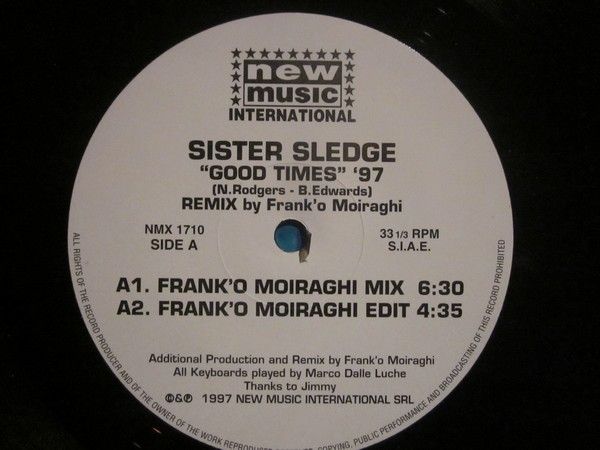 new
music
INTERNATIONAL
SISTER SLEDGE
"GOOD TIMES" '97
(N.Rodgers - B.Edwards)
REMIX by Frank'o Moiraghi
NMX 1710
SIDE A
33 1/3 RPM
S.I.A.E.
A1. FRANK'O MOIRAGHI MIX 6:30
A2. FRANK'O MOIRAGHI EDIT 4:35
Additional Production and Remix by Frank'o Moiraghi
All Keyboards played by Marco Dalle Luche
Thanks to Jimmy
©&℗ 1997 NEW MUSIC INTERNATIONAL SRL
ALL RIGHTS OF THE RECORD PRODUCER AND OF THE OWNER OF THE WORK COPYING, PUBLIC PERFORMANCE AND BROADCASTING OF THIS RECORD PROHIBITED